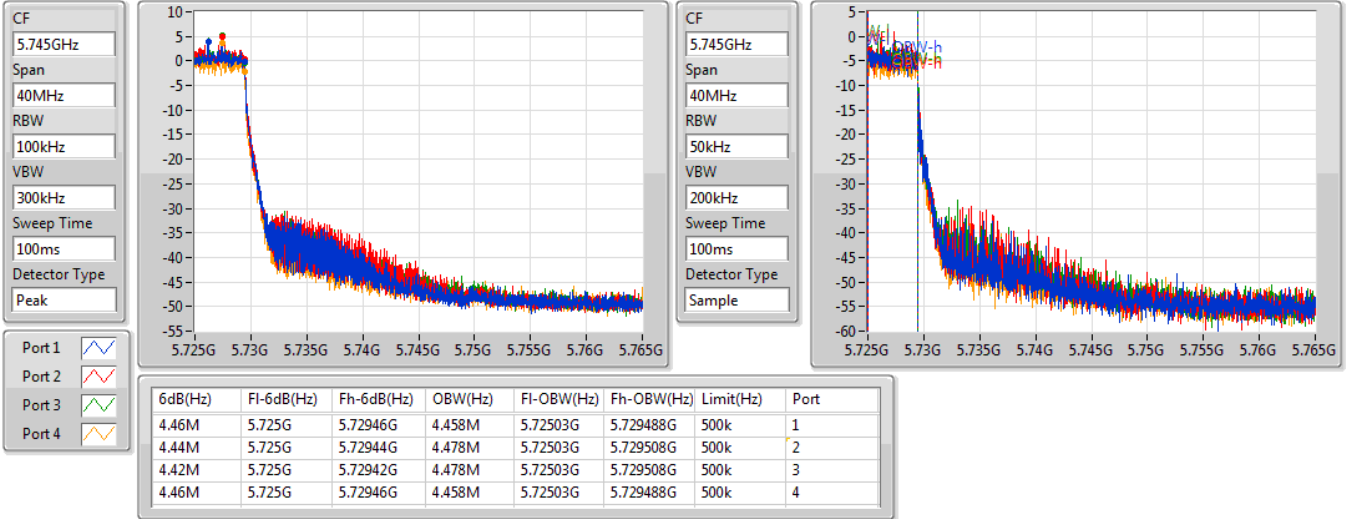 CF
5.745GHz
Span
40MHz
RBW
100kHz
VBW
300kHz
Sweep Time
100ms
Detector Type
Peak
10
5
0
-5
-10
-15
-20
-25
-30
-35
-40
-45
-50
-55
5.725G 5.73G 5.735G 5.74G 5.745G 5.75G 5.755G 5.76G 5.765G
CF
5.745GHz
Span
40MHz
RBW
50kHz
VBW
200kHz
Sweep Time
100ms
Detector Type
Sample
5
0
-5
-10
-15
-20
-25
-30
-35
-40
-45
-50
-55
-60
OBW-h
OBW-h
5.725G 5.73G 5.735G 5.74G 5.745G 5.75G 5.755G 5.76G 5.765G
Port 1
Port 2
Port 3
Port 4
6dB(Hz) Fl-6dB(Hz) Fh-6dB(Hz) OBW(Hz) Fl-OBW(Hz) Fh-OBW(Hz) Limit(Hz) Port
4.46M 5.725G 5.72946G 4.458M 5.72503G 5.729488G 500k 1
4.44M 5.725G 5.72944G 4.478M 5.72503G 5.729508G 500k 2
4.42M 5.725G 5.72942G 4.478M 5.72503G 5.729508G 500k 3
4.46M 5.725G 5.72946G 4.458M 5.72503G 5.729488G 500k 4